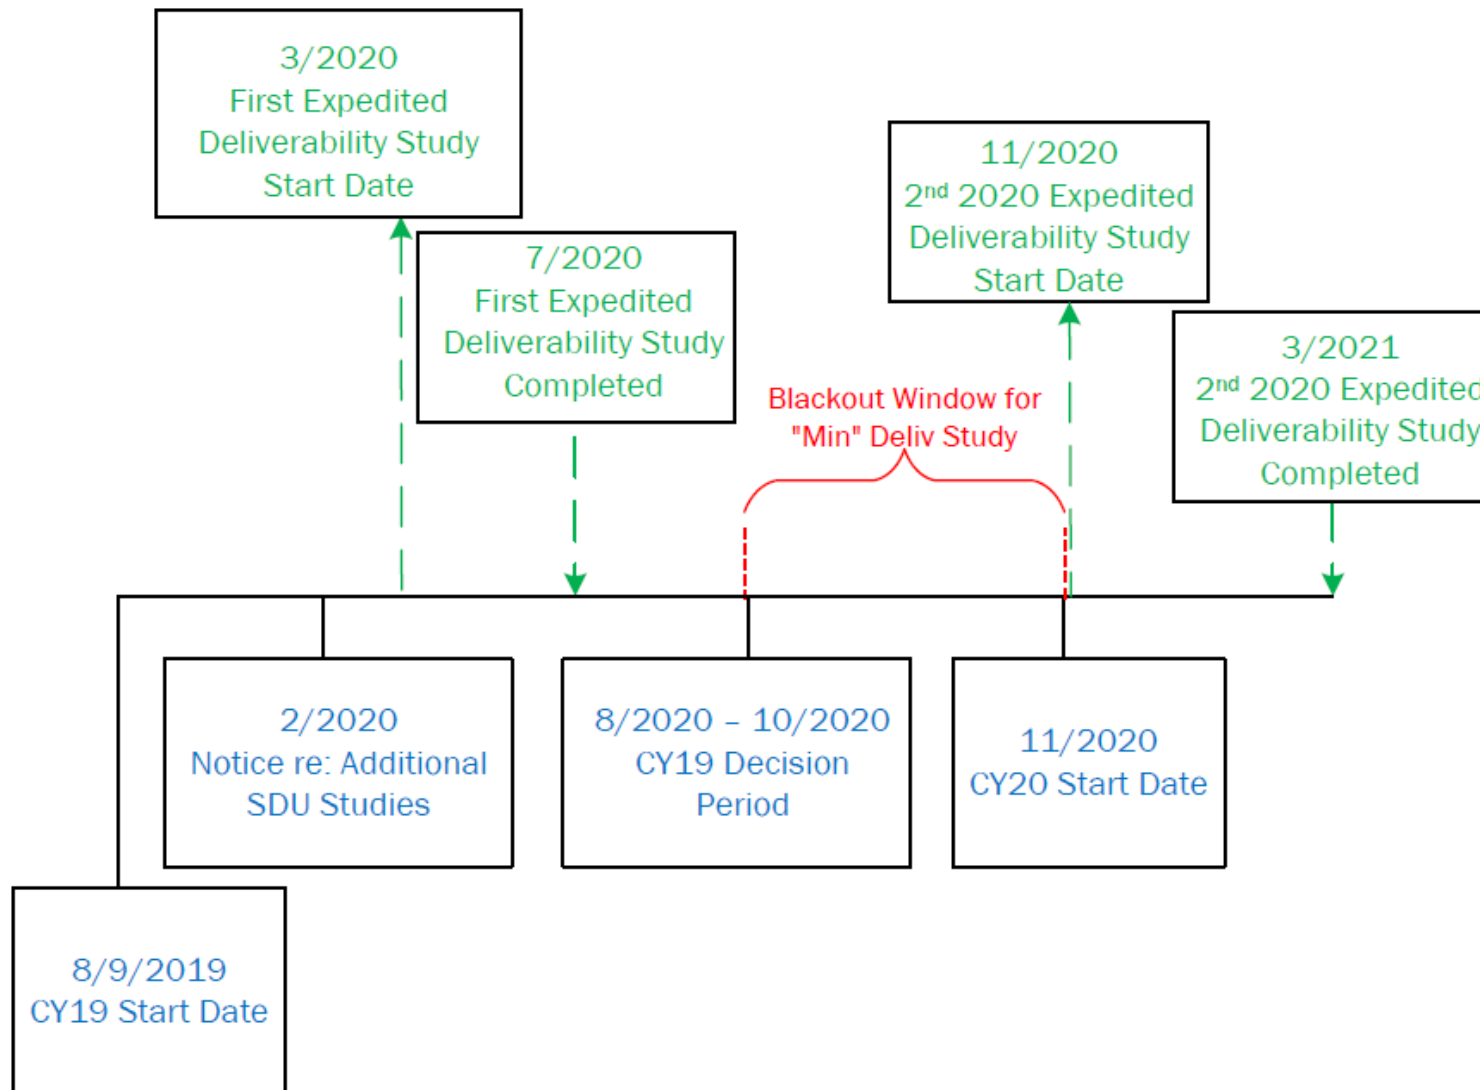 3/2020
First Expedited
Deliverability Study
Start Date
7/2020
First Expedited
Deliverability Study
Completed
11/2020
2nd 2020 Expedited
Deliverability Study
Start Date
3/2021
2nd 2020 Expedited
Deliverability Study
Completed
Blackout Window for
"Min" Deliv Study
2/2020
Notice re: Additional
SDU Studies
8/2020 – 10/2020
CY19 Decision
Period
11/2020
CY20 Start Date
8/9/2019
CY19 Start Date